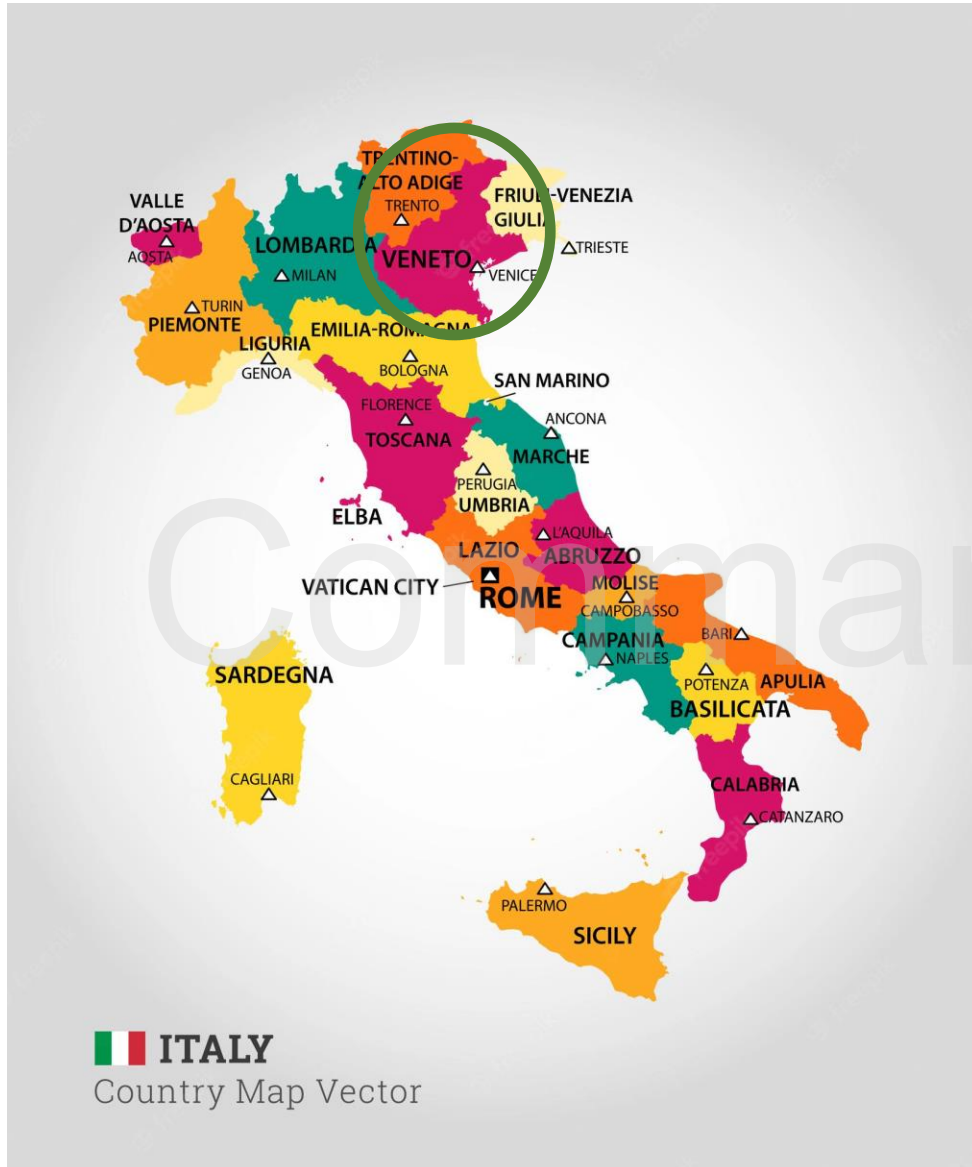 TRENTINO-
ALTO ADIGE
TRENTO
VALLE
D'AOSTA
AOSTA
FRIULI-VENEZIA
GIULIA
TRIESTE
LOMBARDIA
MILAN
VENETO
VENICE
TURIN
PIEMONTE
LIGURIA
GENOA
EMILIA-ROMAGNA
BOLOGNA
SAN MARINO
FLORENCE
TOSCANA
ANCONA
MARCHE
PERUGIA
UMBRIA
ELBA
L'AQUILA
ABRUZZO
LAZIO
VATICAN CITY
ROME
MOLISE
CAMPOBASSO
CAMPANIA
NAPLES
BARI
APULIA
POTENZA
BASILICATA
SARDEGNA
CAGLIARI
CALABRIA
CATANZARO
PALERMO
SICILY
Comma
ITALY
Country Map Vector